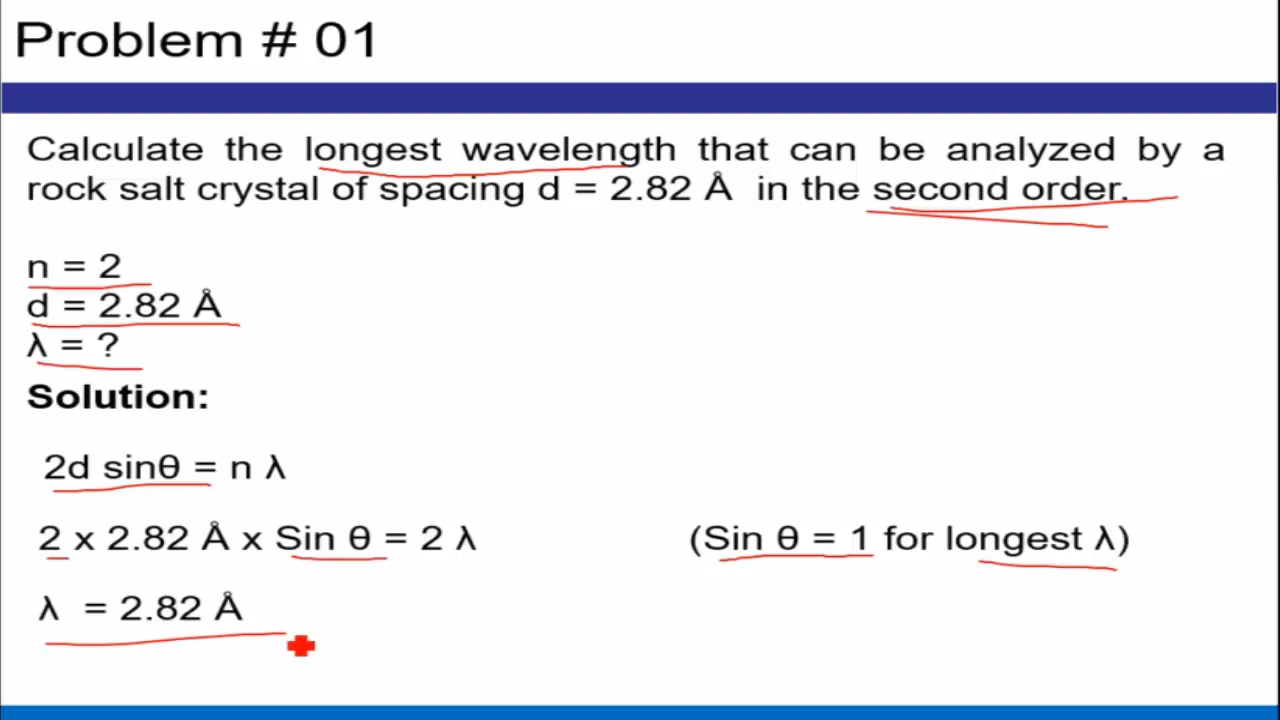 Problem # 01
Calculate the longest wavelength that can be analyzed by a
rock salt crystal of spacing d = 2.82 Å in the second order.
n = 2
d = 2.82 Å
λ = ?
Solution:
2d sinθ = n λ
2 x 2.82 Å x Sin θ = 2 λ (Sin θ = 1 for longest λ)
λ = 2.82 Å